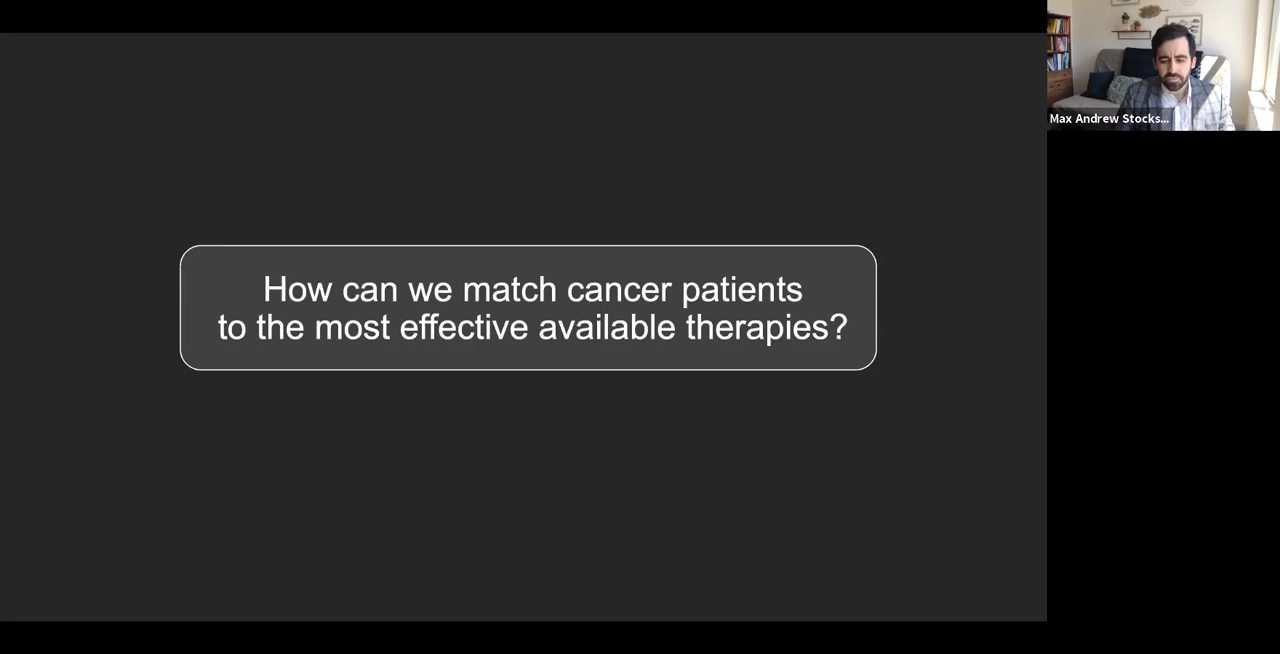 How can we match cancer patients
to the most effective available therapies?
Max Andrew Stocks...